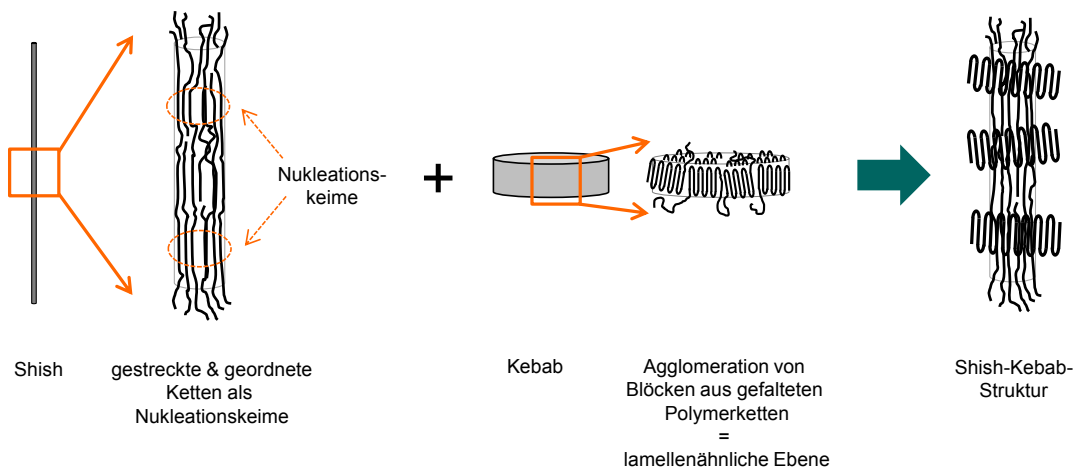 Nukleations-
keime
+
Shish
gestreckte & geordnete
Ketten als
Nukleationskeime
Kebab
Agglomeration von
Blöcken aus gefalteten
Polymerketten
=
lamellenähnliche Ebene
Shish-Kebab-
Struktur